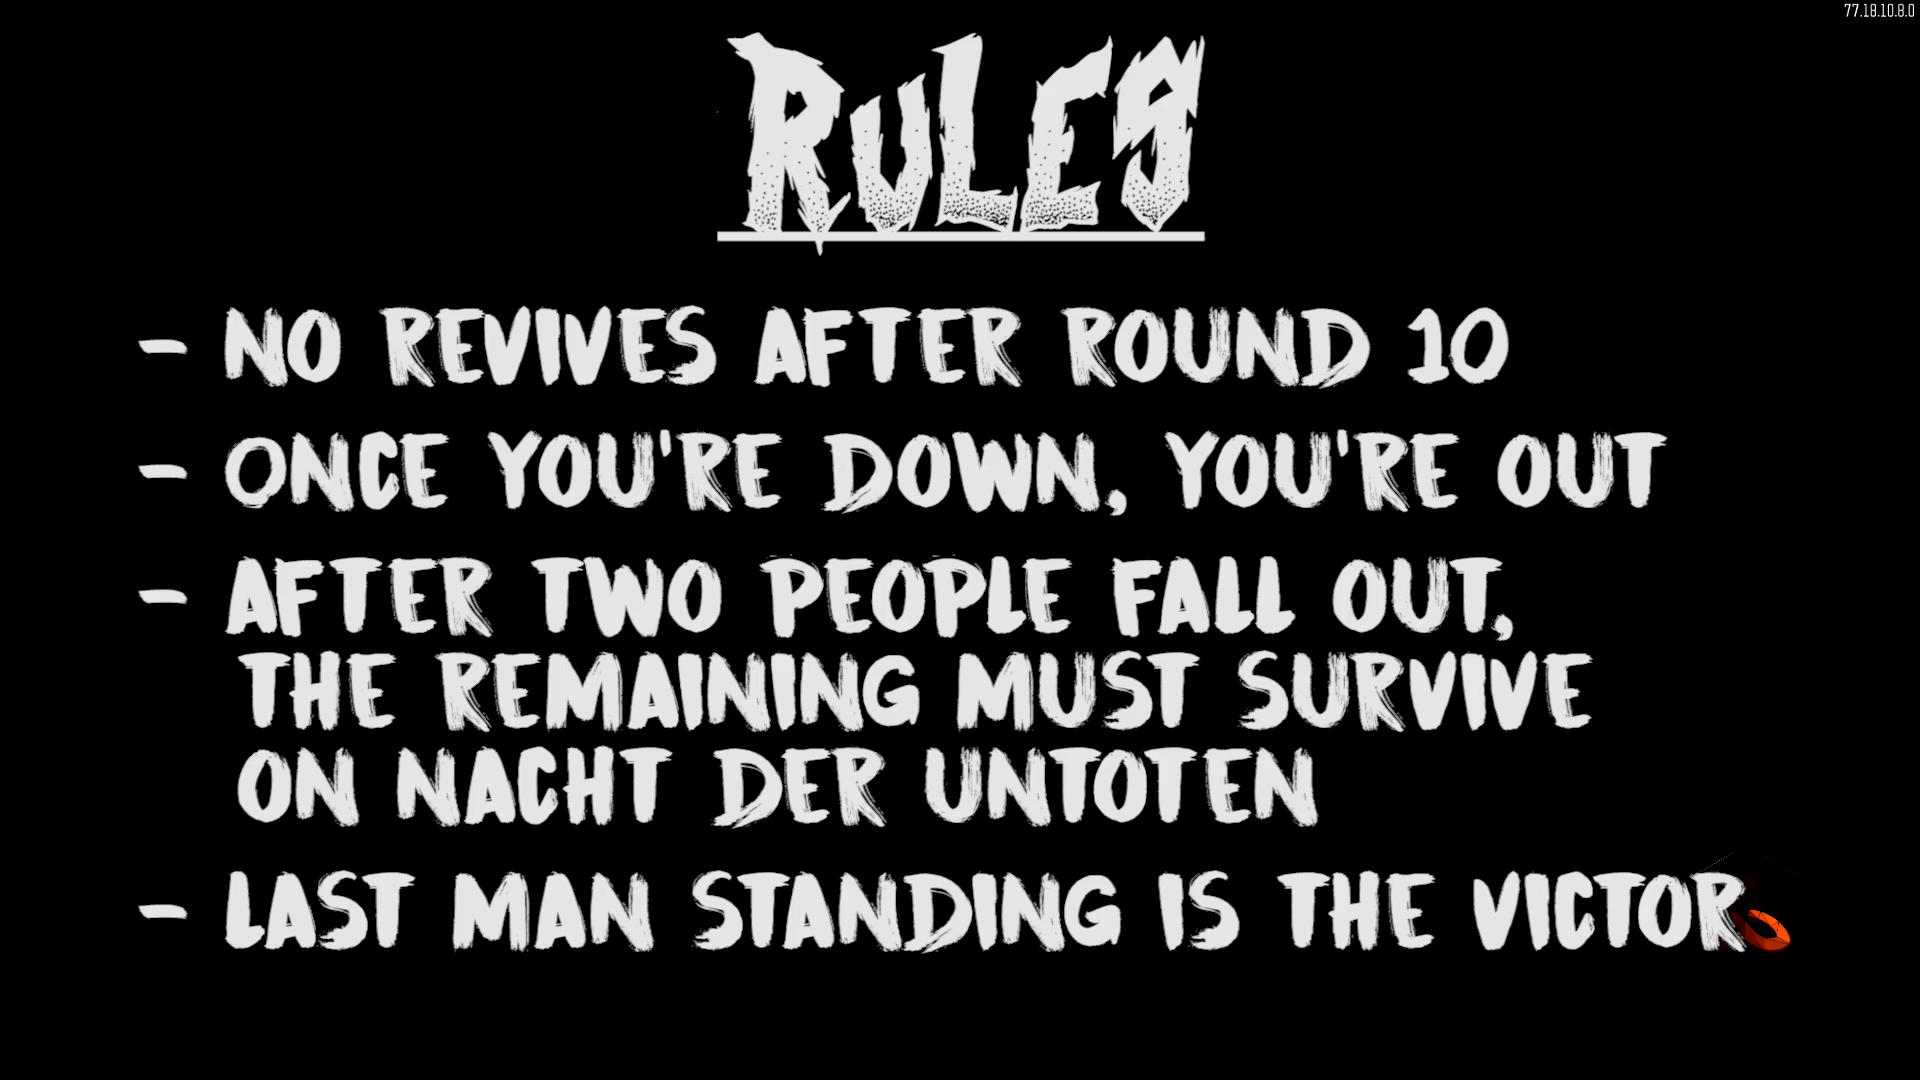 77.18.10.8.0
RULES
- NO REVIVES AFTER ROUND 10
- ONCE YOU'RE DOWN, YOU'RE OUT
- AFTER TWO PEOPLE FALL OUT,
THE REMAINING MUST SURVIVE
ON NACHT DER UNTOTEN
- LAST MAN STANDING IS THE VICTOR